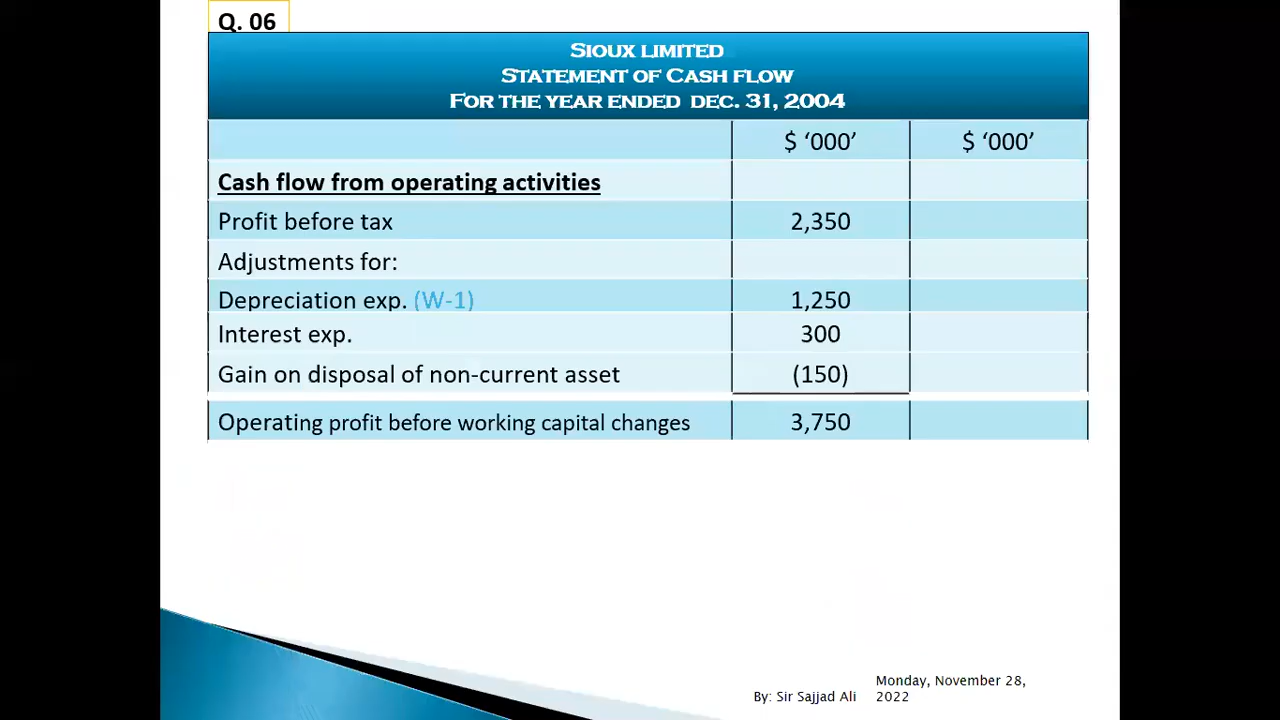 Q. 06
SIOUX LIMITED
STATEMENT OF CASH FLOW
FOR THE YEAR ENDED DEC. 31, 2004
$ ‘000’ $ ‘000’
Cash flow from operating activities
Profit before tax 2,350
Adjustments for:
Depreciation exp. (W-1) 1,250
Interest exp. 300
Gain on disposal of non-current asset (150)
Operating profit before working capital changes 3,750
By: Sir Sajjad Ali
Monday, November 28,
2022